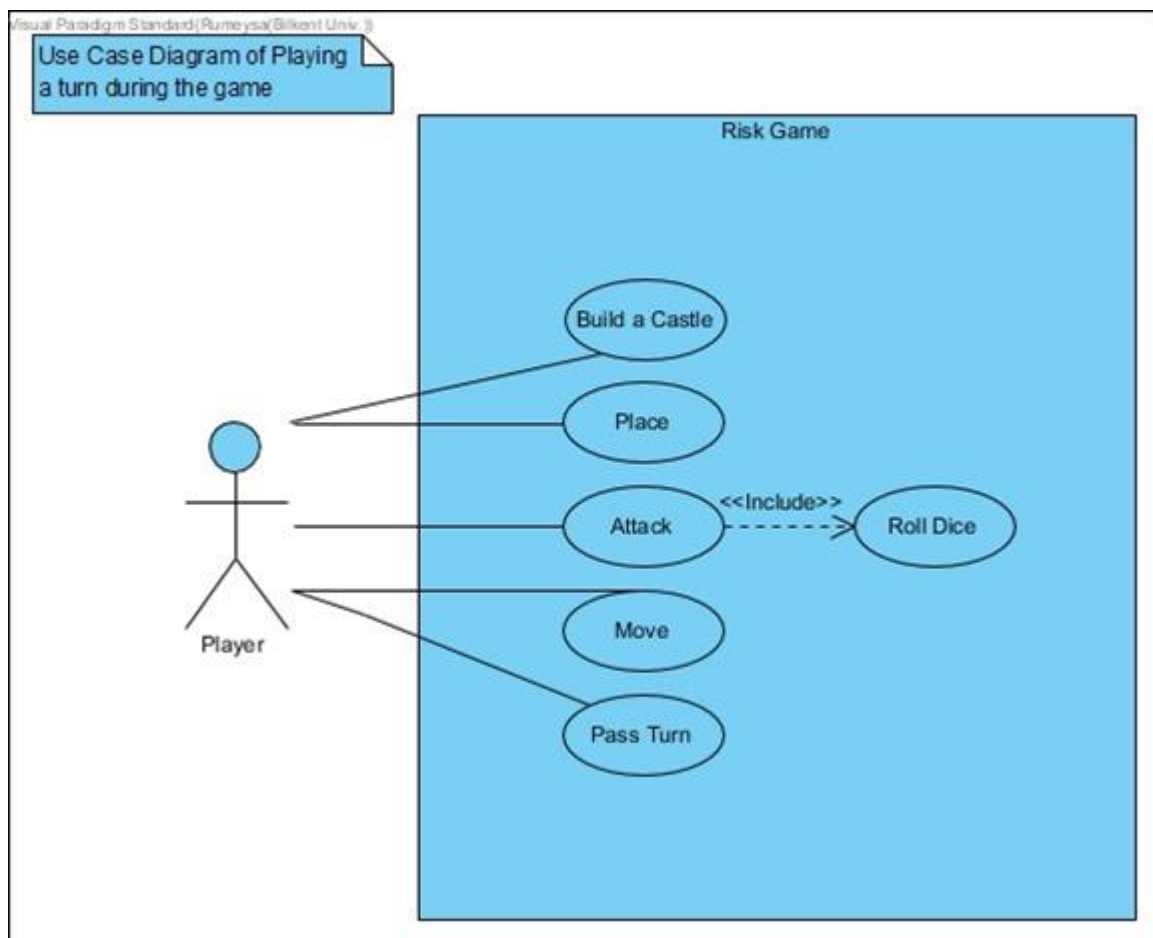 Visual Paradigm Standard(Rumeysa(Bilkent Univ.))
Use Case Diagram of Playing
a turn during the game
Risk Game
Build a Castle
Place
Attack
<<Include>>
Roll Dice
Move
Player
Pass Turn